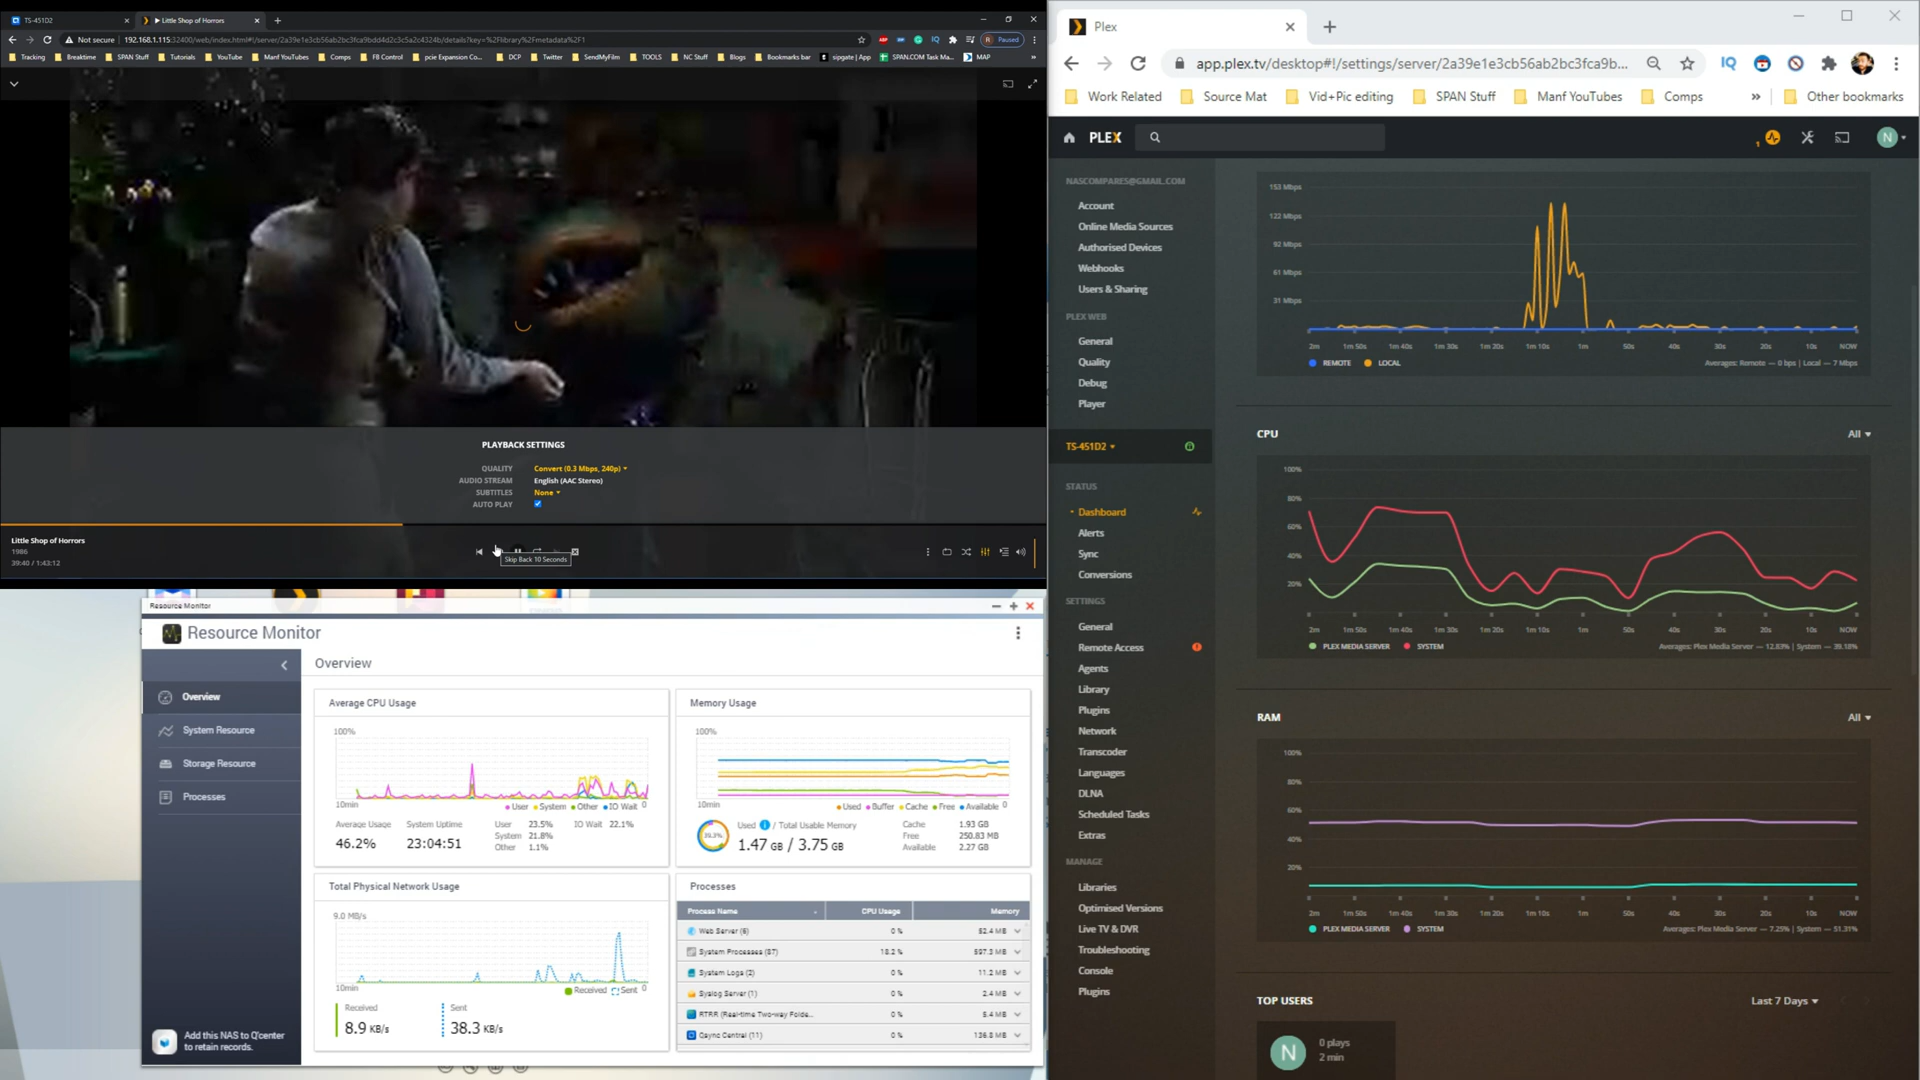 TS-451D2
Little Shop of Horrors
Not secure
Tracking
Breaktime
SPAN Stuff
Tutorials
YouTube
Manf YouTubes
Comps
FB Control
pcie Expansion Co...
DCP
Twitter
SendMyFilm
TOOLS
NC Stuff
Blogs
Bookmarks bar
sipgate | App
SPAN.COM Task Ma...
MAP
Paused
PLAYBACK SETTINGS
QUALITY Convert (0.3 Mbps, 240p)
AUDIO STREAM English (AAC Stereo)
SUBTITLES None
AUTO PLAY
Little Shop of Horrors
1986
39:40 / 1:43:12
Skip Back 10 Seconds
Resource Monitor
Resource Monitor
Overview
System Resource
Storage Resource
Processes
Add this NAS to Q'center
to retain records.
Overview
Average CPU Usage
100%
10min
User System Other IO Wait 0
Average Usage
46.2%
System Uptime
23:04:51
User 23.5%
System 21.8%
Other 1.1%
IO Wait 22.1%
Memory Usage
100%
10min
Used Buffer Cache Free Available 0
Used / Total Usable Memory
1.47 GB / 3.75 GB
Cache 1.93 GB
Free 250.83 MB
Available 2.27 GB
Total Physical Network Usage
9.0 MB/s
10min
Received Sent 0
Received
8.9 KB/s
Sent
38.3 KB/s
Processes
Process Name CPU Usage Memory
Web Server (6) 0 % 52.4 MB
System Processes (87) 18.2 % 597.3 MB
System Logs (2) 0 % 11.2 MB
Syslog Server (1) 0 % 2.4 MB
RTRR (Real-time Two-way Folde... 0 % 5.4 MB
Qsync Central (11) 0 % 136.8 MB
Plex
app.plex.tv/desktop#!/settings/server/2a39e1e3cb56ab2bc3fca9b...
Work Related
Source Mat
Vid+Pic editing
SPAN Stuff
Manf YouTubes
Comps
»
Other bookmarks
PLEX
1
N
NASCOMPARES@GMAIL.COM
Account
Online Media Sources
Authorised Devices
Webhooks
Users & Sharing
PLEX WEB
General
Quality
Debug
Player
TS-451D2
STATUS
Dashboard
Alerts
Sync
Conversions
SETTINGS
General
Remote Access
Agents
Library
Plugins
Network
Transcoder
Languages
DLNA
Scheduled Tasks
Extras
MANAGE
Libraries
Optimised Versions
Live TV & DVR
Troubleshooting
Console
Plugins
153 Mbps
122 Mbps
92 Mbps
61 Mbps
31 Mbps
2m 1m 50s 1m 40s 1m 30s 1m 20s 1m 10s 1m 50s 40s 30s 20s 10s NOW
REMOTE LOCAL
Averages: Remote — 0 bps | Local — 7 Mbps
CPU
All
100%
80%
60%
40%
20%
2m 1m 50s 1m 40s 1m 30s 1m 20s 1m 10s 1m 50s 40s 30s 20s 10s NOW
PLEX MEDIA SERVER SYSTEM
Averages: Plex Media Server — 12.83% | System — 39.18%
RAM
All
100%
80%
60%
40%
20%
2m 1m 50s 1m 40s 1m 30s 1m 20s 1m 10s 1m 50s 40s 30s 20s 10s NOW
PLEX MEDIA SERVER SYSTEM
Averages: Plex Media Server — 7.25% | System — 51.31%
TOP USERS
Last 7 Days
N
0 plays
2 min